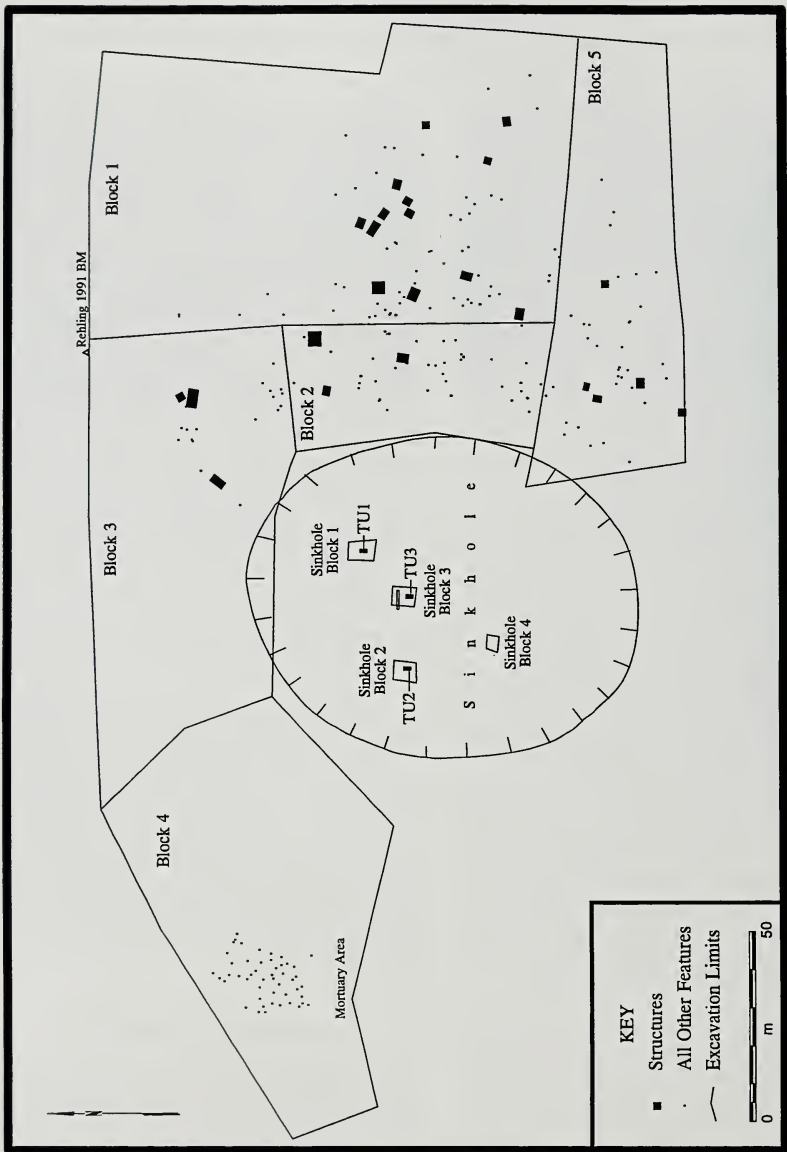 Rehling 1991 BM
Block 1
Block 5
Block 3
Block 2
Block 4
Sinkhole
Block 1
TU1
TU3
Sinkhole
Block 3
Sinkhole
Block 2
TU2
Sinkhole
Block 4
Sinkhole
Mortuary Area
N
KEY
Structures
All Other Features
Excavation Limits
0
m
50